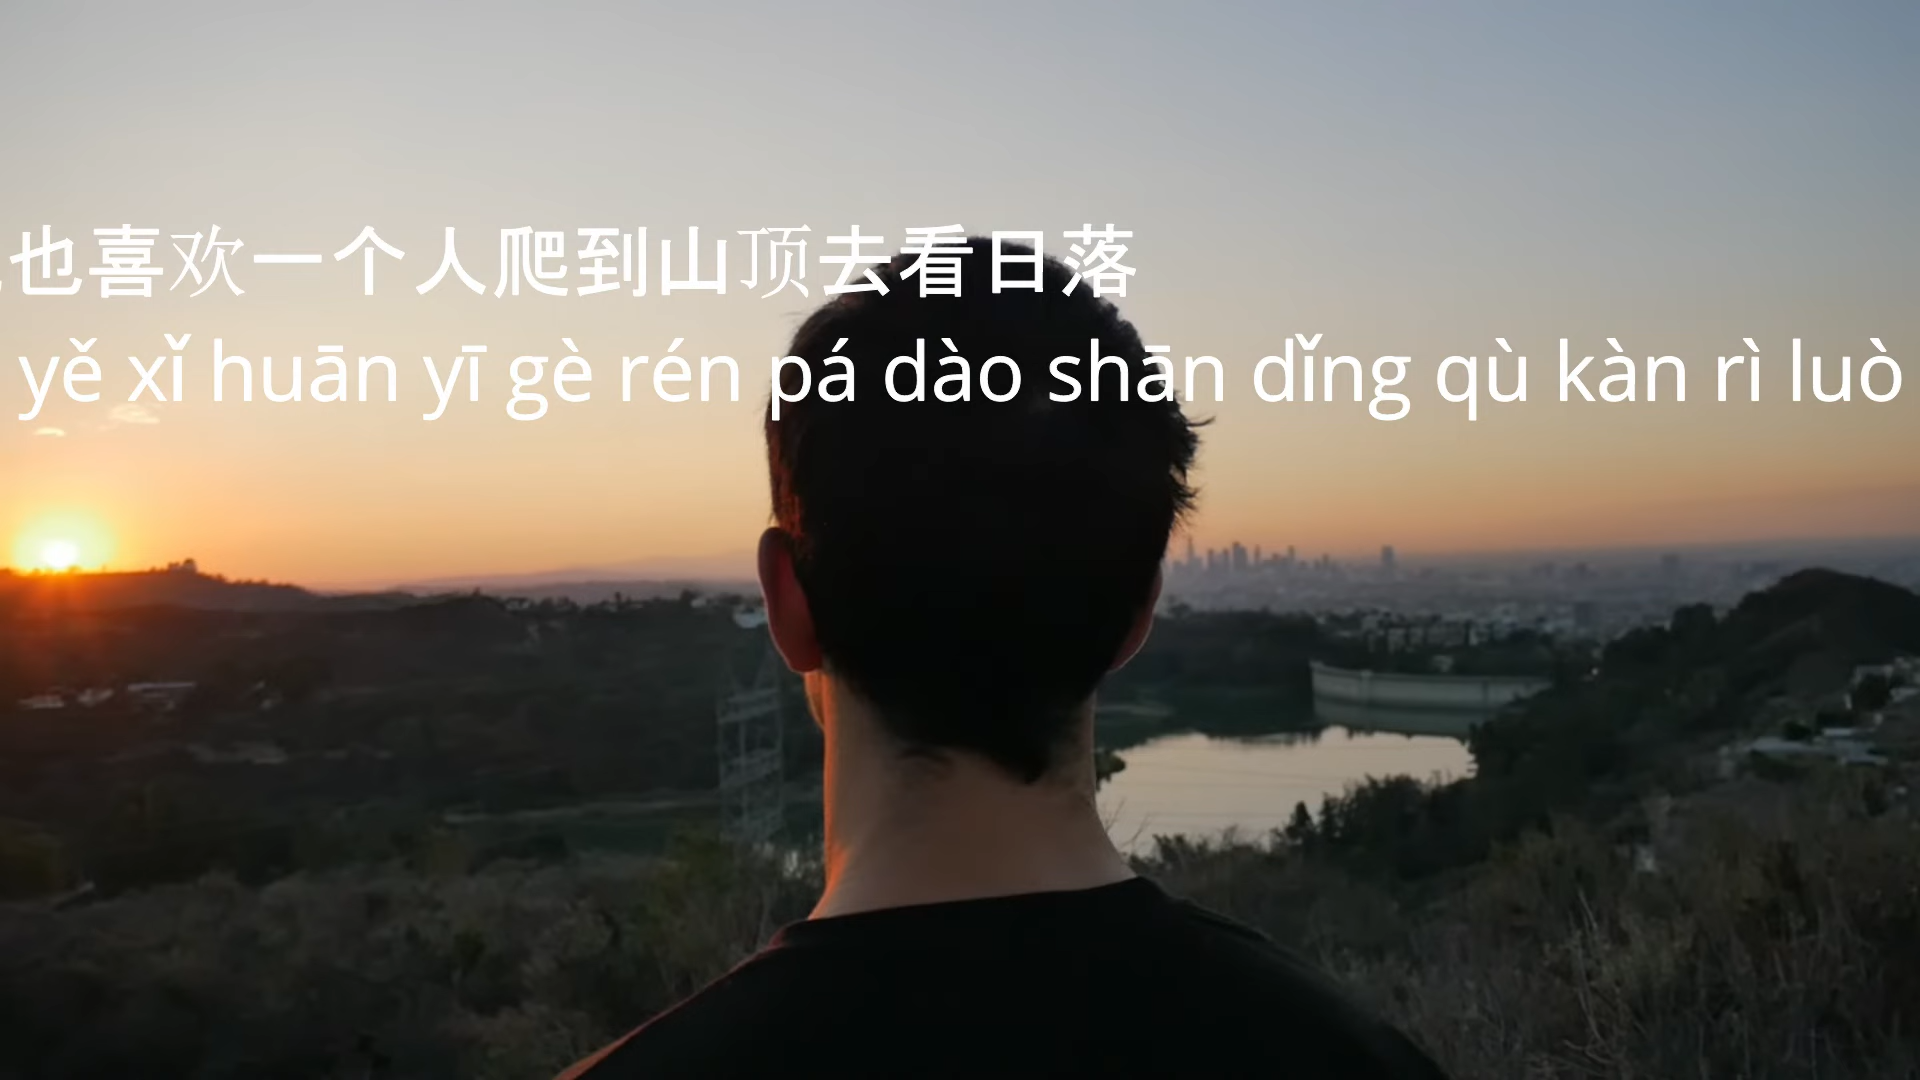 也喜欢一个人爬到山顶去看日落
yě xǐ huān yī gè rén pá dào shān dǐng qù kàn rì luò